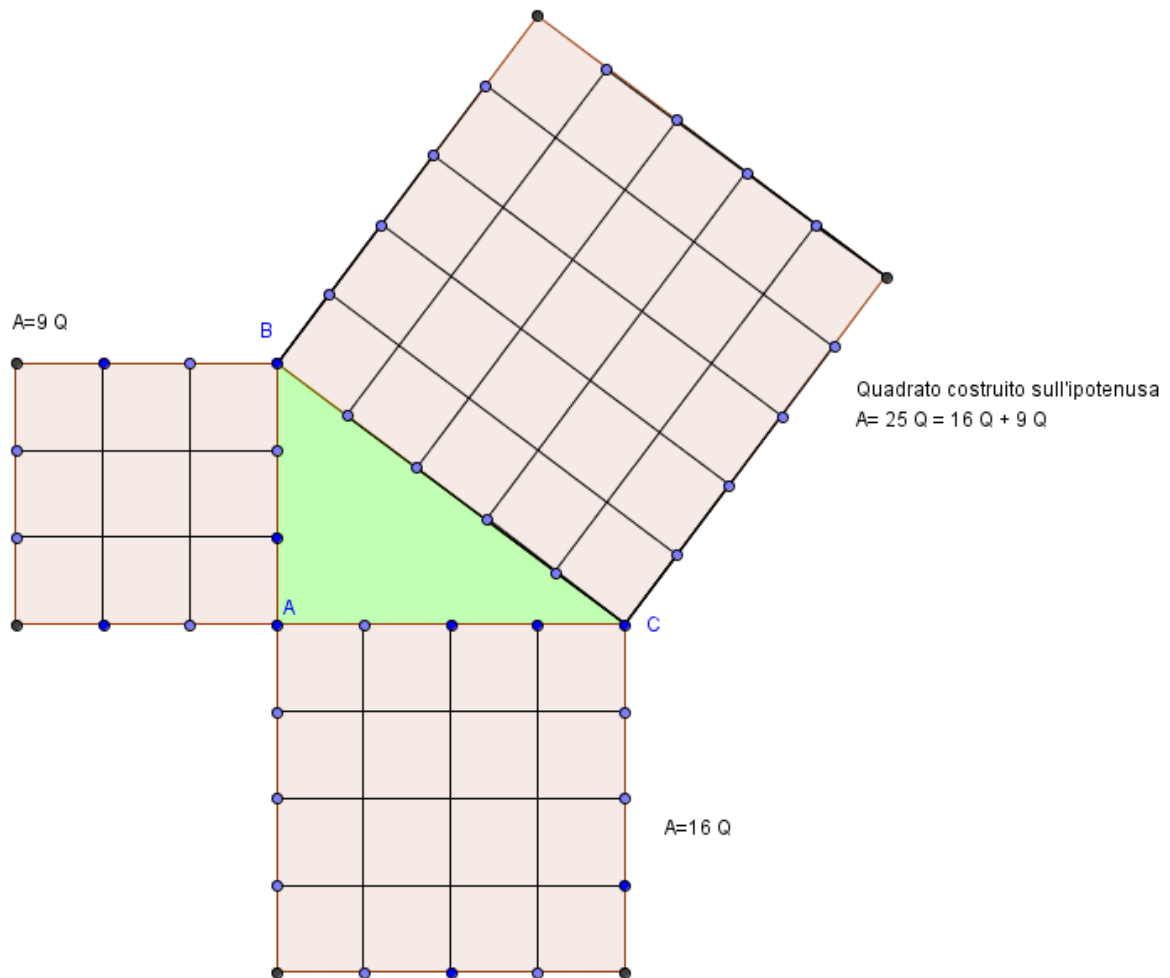 A=9 Q
B
Quadrato costruito sull'ipotenusa
A= 25 Q = 16 Q + 9 Q
A
C
A=16 Q